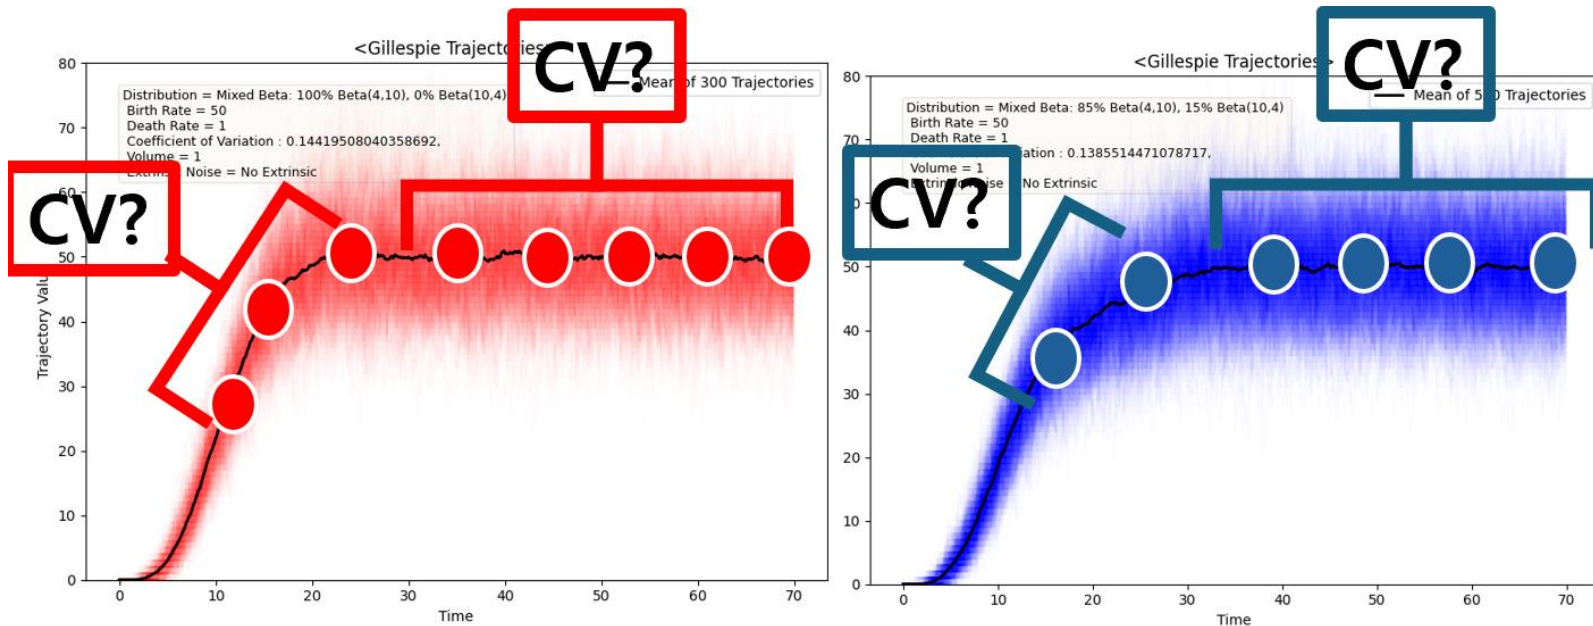 <Gillespie Trajectories
CV?
Mean of 300 Trajectories
Distribution = Mixed Beta: 100% Beta(4,10), 0% Beta(10,4)
Birth Rate = 50
Death Rate = 1
Coefficient of Variation : 0.14419508040358692,
Volume = 1
Noise = No Extrinsic
CV?
Trajectory
80
70
60
50
40
30
20
10
0
0 10 20 30 40 50 60 70
Time
<Gillespie Trajectories>
CV?
Mean of Trajectories
Distribution = Mixed Beta: 85% Beta(4,10), 15% Beta(10,4)
Birth Rate = 50
Death Rate = 1
: 0.1385514471078717,
Volume = 1
No Extrinsic
CV?
80
70
50
40
30
20
10
0
0 10 20 30 40 50 60 70
Time